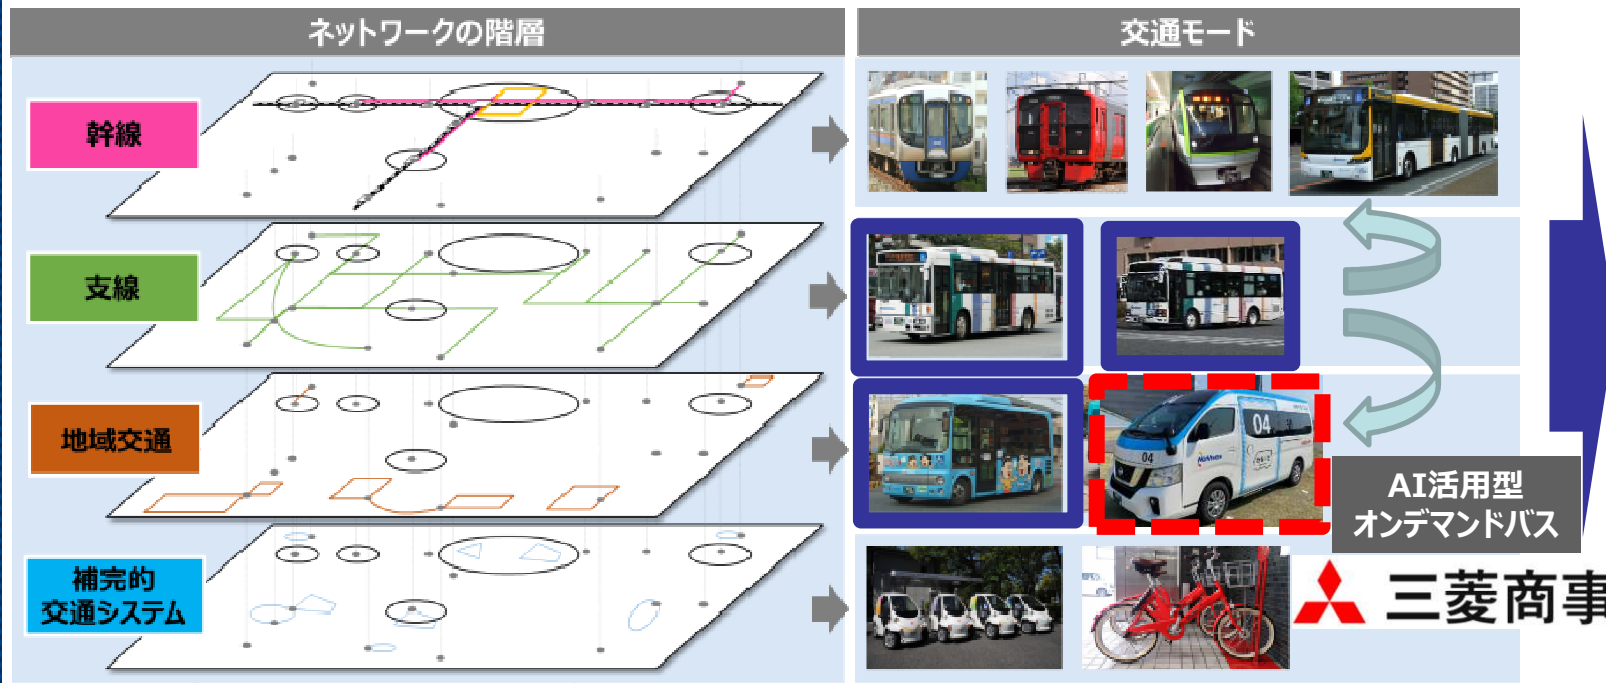 ネットワークの階層
交通モード
幹線
支線
地域交通
補完的
交通システム
04
04
AI活用型
オンデマンドバス
三菱商事